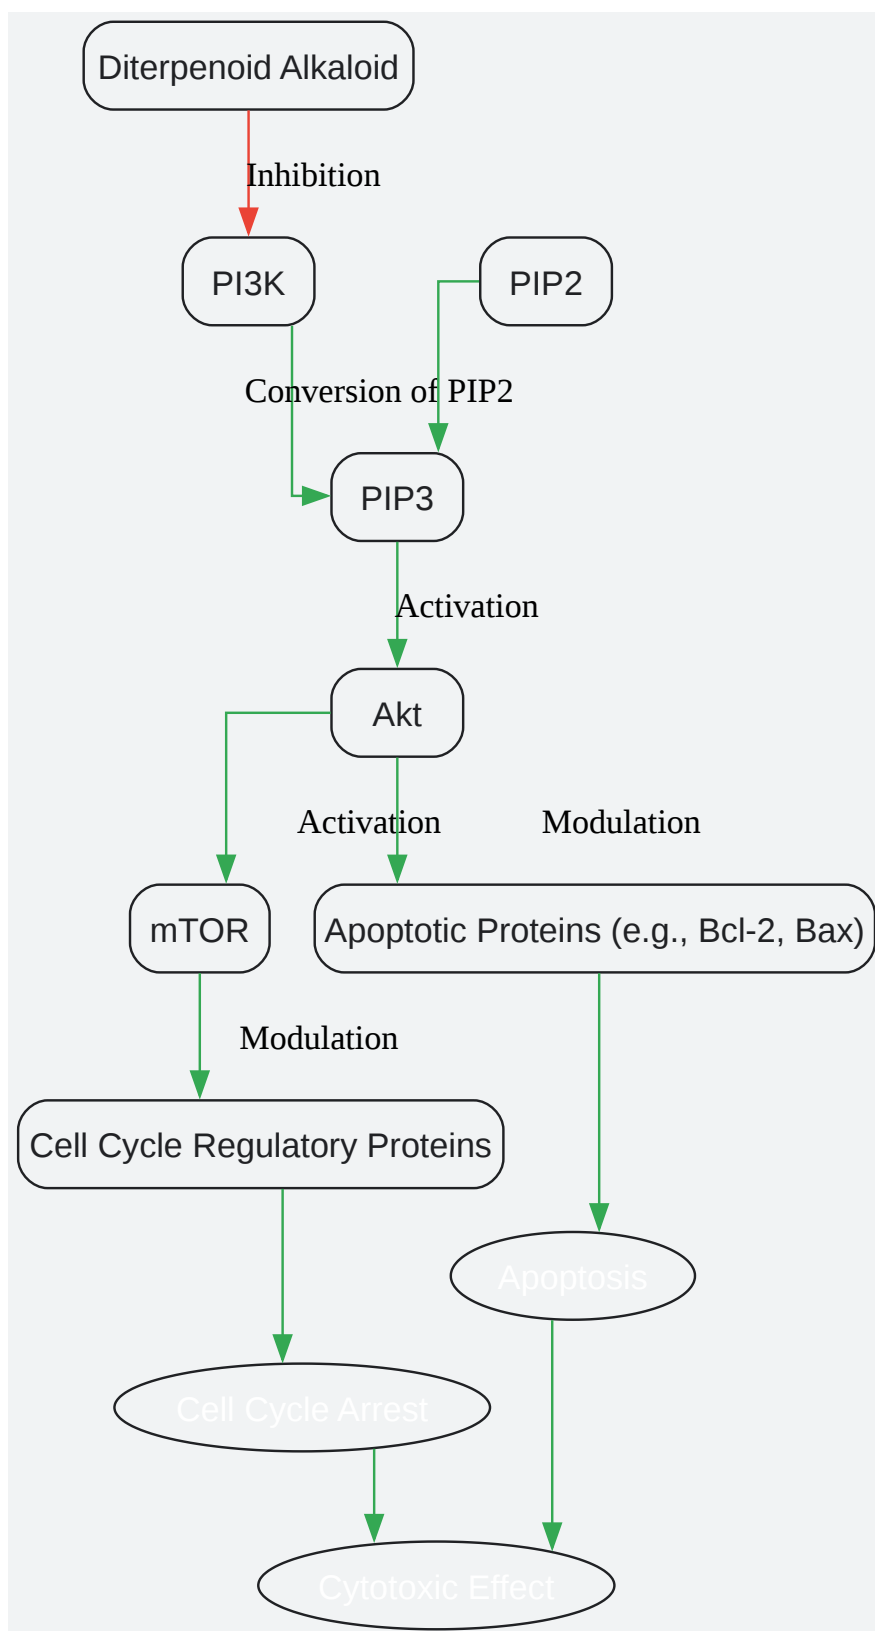 Diterpenoid Alkaloid
Inhibition
PI3K
PIP2
Conversion of PIP2
PIP3
Activation
Akt
Activation
Modulation
mTOR
Apoptotic Proteins (e.g., Bcl-2, Bax)
Modulation
Cell Cycle Regulatory Proteins
Apoptosis
Cell Cycle Arrest
Cytotoxic Effect